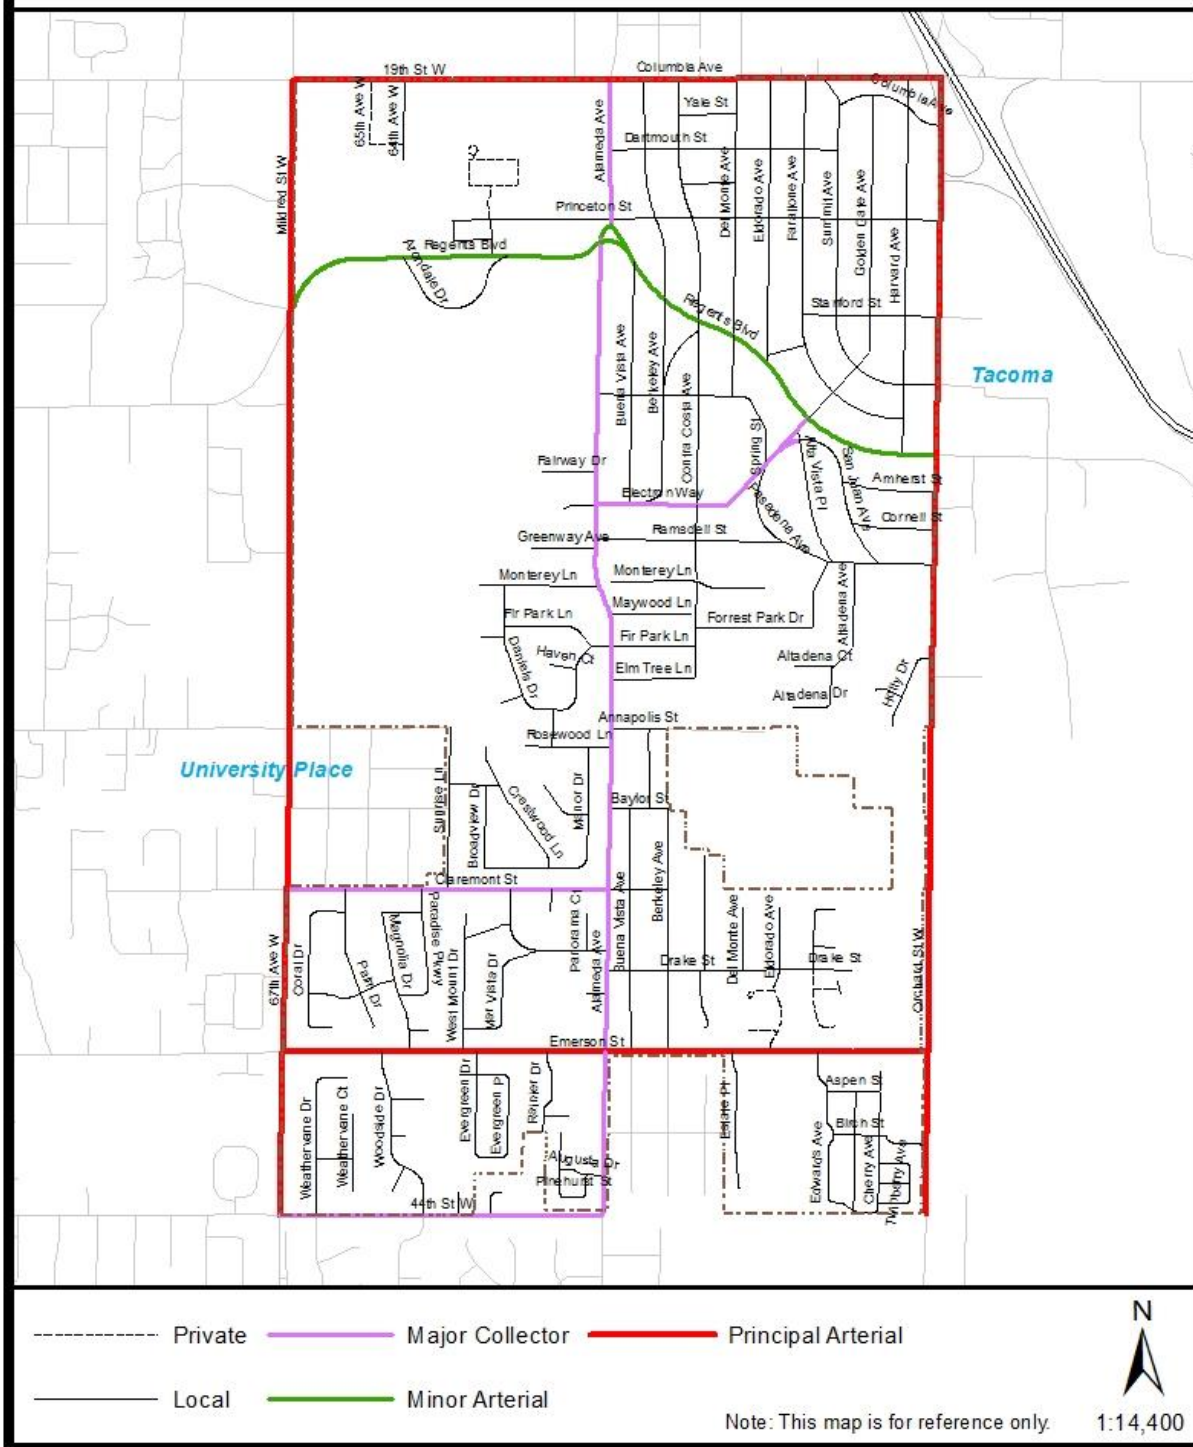 19th St W
Columbia Ave
Columbia Ave
65th Ave W
64th Ave W
Alameda Ave
Yale St
Dartmouth St
Mildred St W
Del Monte Ave
Eldorado Ave
Farallone Ave
Summit Ave
Golden Gate Ave
Harvard Ave
Princeton St
Regents Blvd
Arondale Dr
Regents Blvd
Stanford St
Buena Vista Ave
Berkeley Ave
Contra Costa Ave
Tacoma
Spring St
Alta Vista Pl
San Juan Ave
Fairway Dr
Amherst St
Electron Way
Pasadena Ave
Cornell St
Greenway Ave
Ramsdell St
Monterey Ln
Monterey Ln
Altadena Ave
Maywood Ln
Fir Park Ln
Forrest Park Dr
Fir Park Ln
Daniels Dr
Haven Ct
Altadena Ct
Elm Tree Ln
Holly Dr
Altadena Dr
Annapolis St
Rosewood Ln
University Place
Sunrise Ln
Broadview Dr
Crestwood Ln
Manor Dr
Baylor St
Berkeley Ave
Claremont St
Buena Vista Ave
67th Ave W
Coral Dr
Palm Dr
Magnolia Dr
Paradise Pkwy
West Mount Dr
Mar Vista Dr
Panorama Ct
Alameda Ave
Del Monte Ave
Eldorado Ave
Drake St
Drake St
Orchard St W
Emerson St
Weathervane Dr
Weathervane Ct
Woodside Dr
Evergreen Dr
Evergreen P
Rainier Dr
Estate Pl
Aspen St
Birch St
Edwards Ave
Cherry Ave
Twinberry Ave
Augusta Dr
Pinehurst St
44th St W
Private
Major Collector
Principal Arterial
N
Local
Minor Arterial
Note: This map is for reference only.
1:14,400